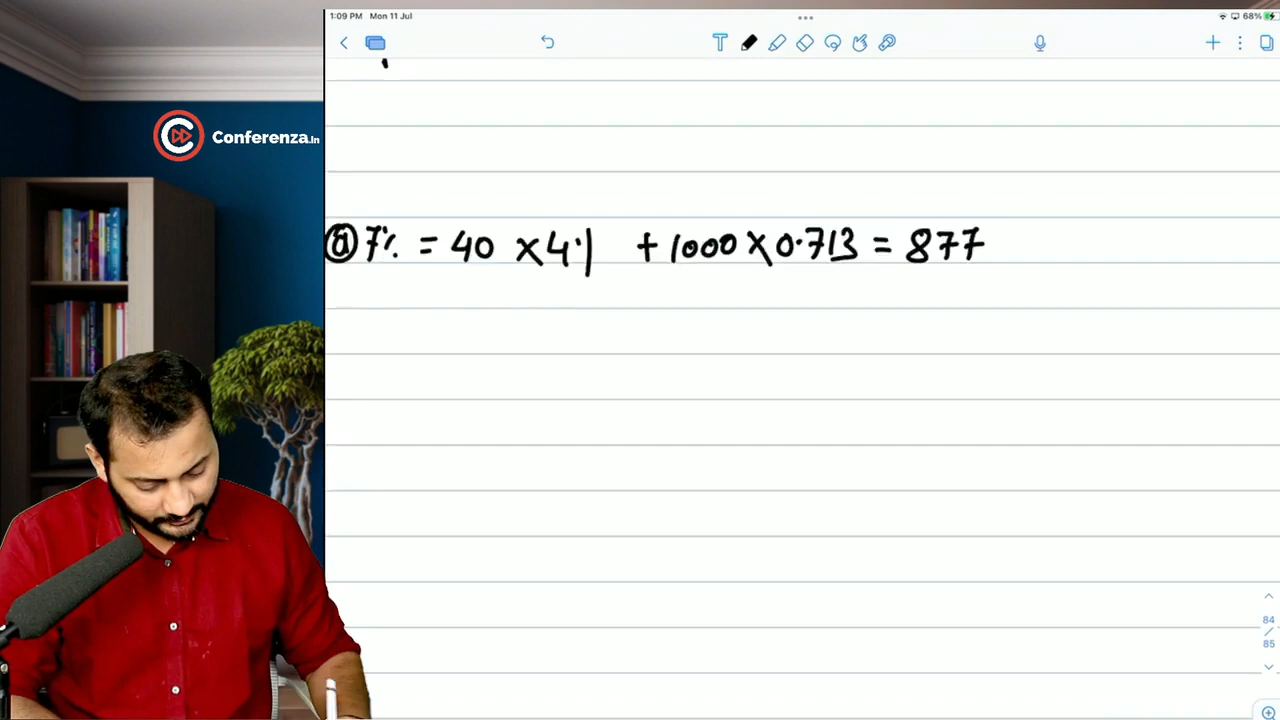 1:09 PM Mon 11 Jul
68%
Conferenza.in
@ 7% = 40 × 4.1 + 1000 × 0.713 = 877
84
/
85